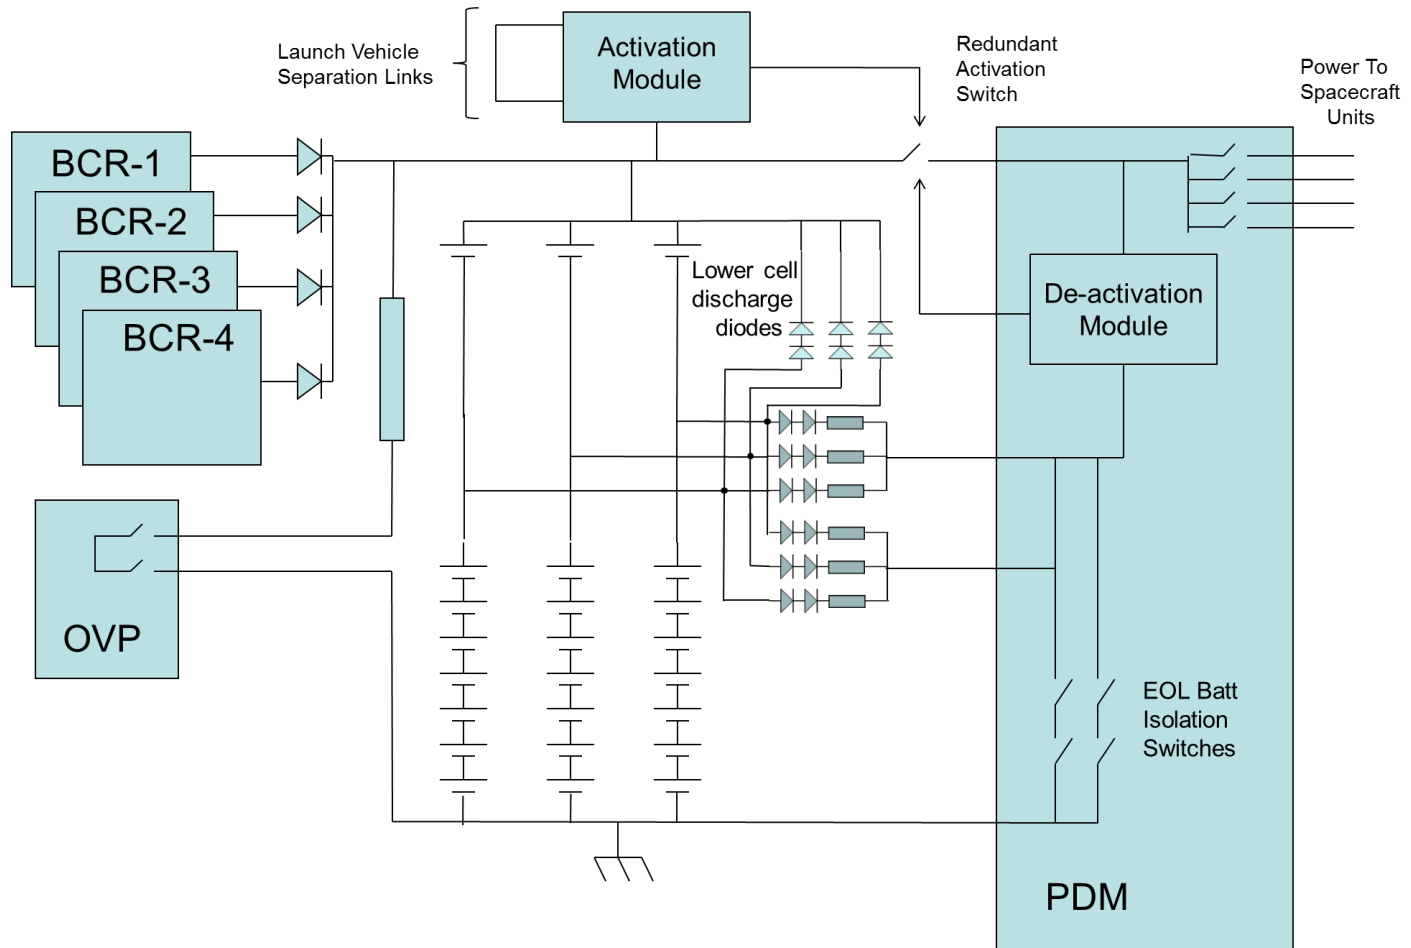 Launch Vehicle
Separation Links
Activation
Module
Redundant
Activation
Switch
Power To
Spacecraft
Units
BCR-1
BCR-2
BCR-3
BCR-4
Lower cell
discharge
diodes
De-activation
Module
OVP
EOL Batt
Isolation
Switches
PDM